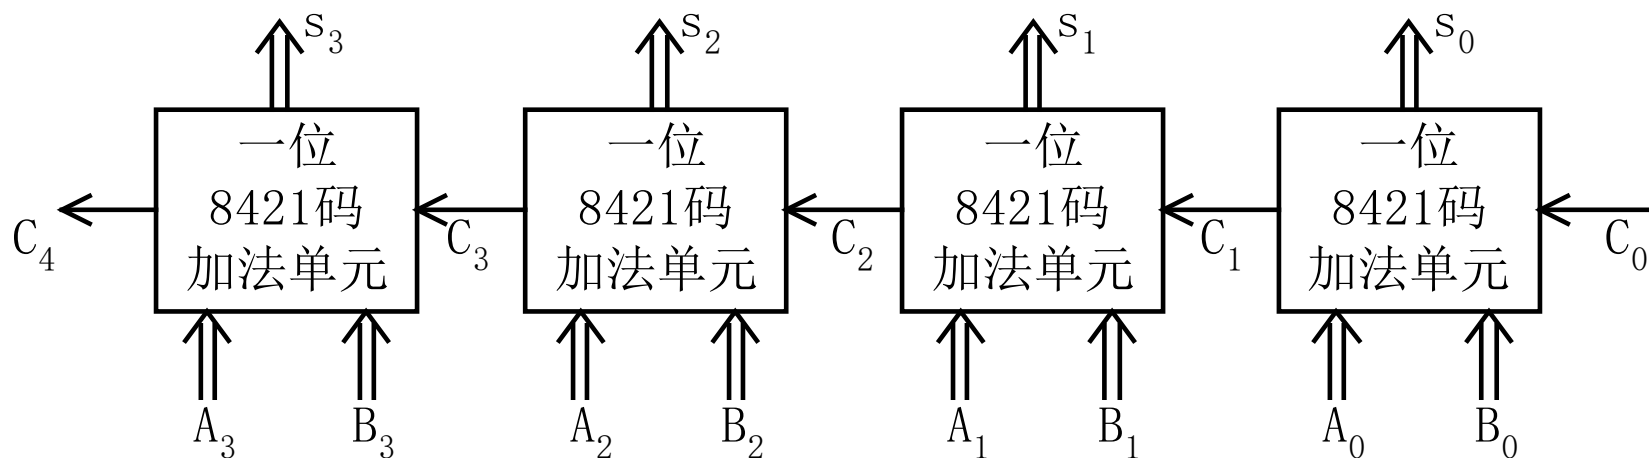 S₃ S₂ S₁ S₀
一位 一位 一位 一位
8421码 8421码 8421码 8421码
C₄ C₃ C₂ C₁ C₀
加法单元 加法单元 加法单元 加法单元
A₃ B₃ A₂ B₂ A₁ B₁ A₀ B₀